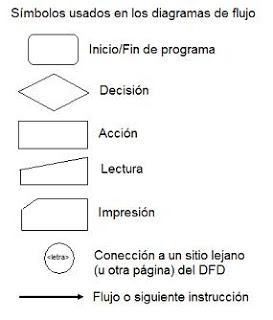 Símbolos usados en los diagramas de flujo
Inicio/Fin de programa
Decisión
Acción
Lectura
Impresión
<letra>
Conección a un sitio lejano
(u otra página) del DFD
Flujo o siguiente instrucción